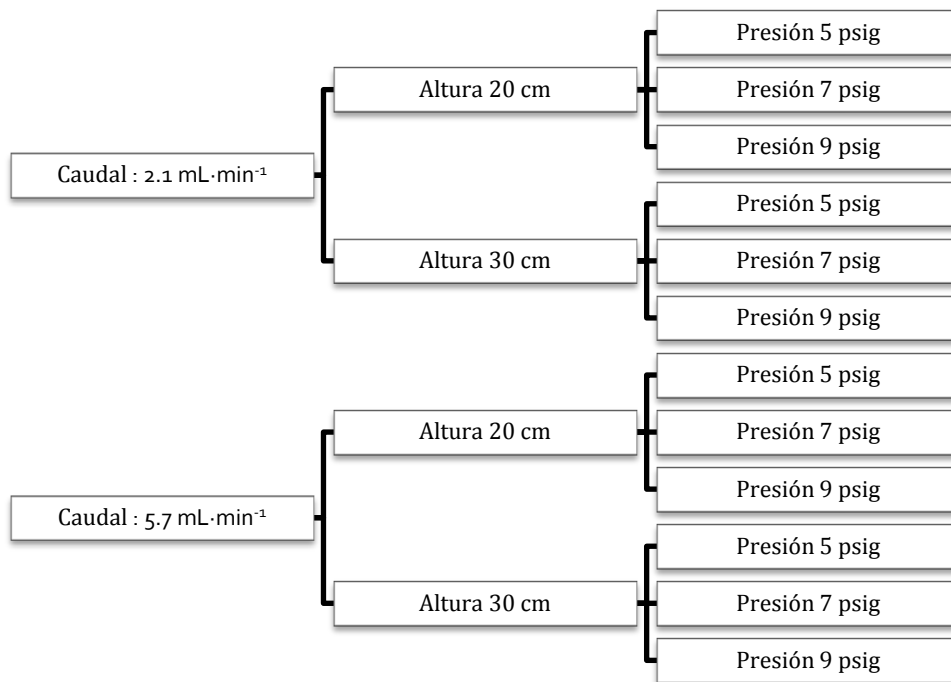 Presión 5 psig
Altura 20 cm
Presión 7 psig
Presión 9 psig
Caudal : 2.1 mL·min⁻¹
Presión 5 psig
Altura 30 cm
Presión 7 psig
Presión 9 psig
Presión 5 psig
Altura 20 cm
Presión 7 psig
Presión 9 psig
Caudal : 5.7 mL·min⁻¹
Presión 5 psig
Altura 30 cm
Presión 7 psig
Presión 9 psig